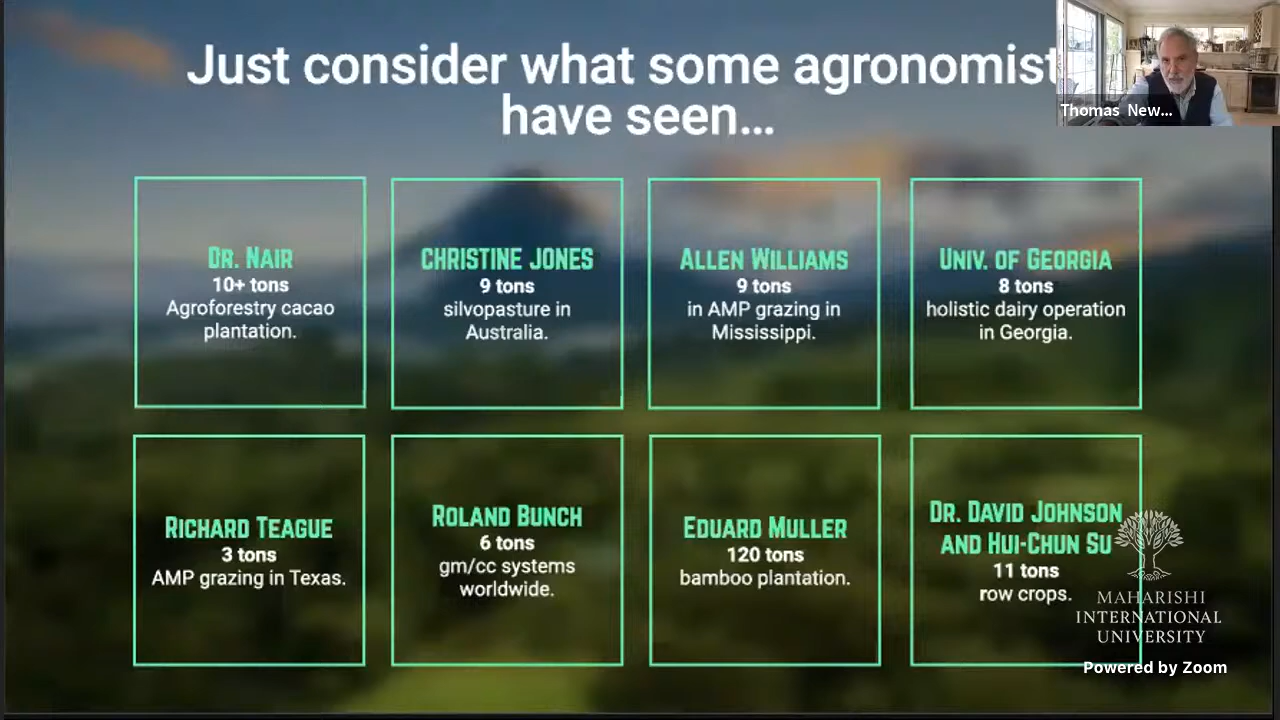 Just consider what some agronomist
have seen...
Thomas New...
DR. NAIR
10+ tons
Agroforestry cacao
plantation.
CHRISTINE JONES
9 tons
silvopasture in
Australia.
ALLEN WILLIAMS
9 tons
in AMP grazing in
Mississippi.
UNIV. OF GEORGIA
8 tons
holistic dairy operation
in Georgia.
RICHARD TEAGUE
3 tons
AMP grazing in Texas.
ROLAND BUNCH
6 tons
gm/cc systems
worldwide.
EDUARD MULLER
120 tons
bamboo plantation.
DR. DAVID JOHNSON
AND HUI-CHUN SU
11 tons
row crops.
MAHARISHI
INTERNATIONAL
UNIVERSITY
Powered by Zoom